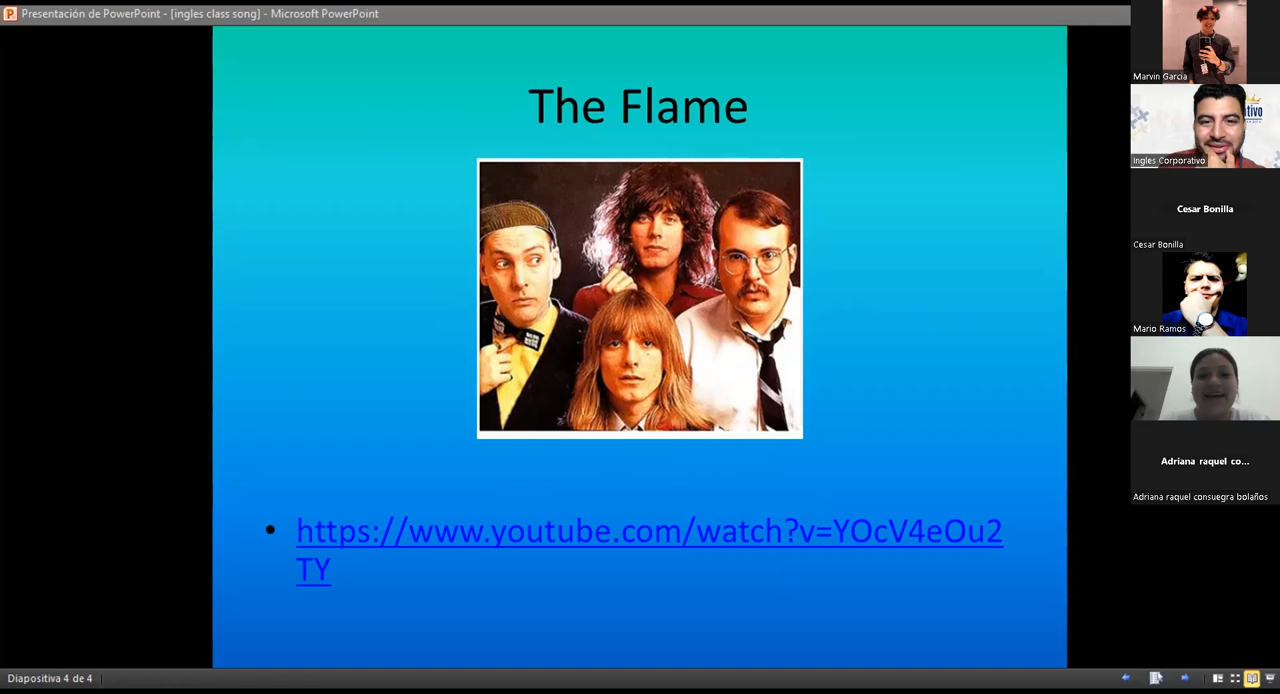 Presentación de PowerPoint - [ingles class song] - Microsoft PowerPoint
The Flame
• https://www.youtube.com/watch?v=YOcV4eOu2
TY
Marvin Garcia
tivo
Ingles Corporativo
Cesar Bonilla
Cesar Bonilla
Mario Ramos
Adriana raquel co...
Adriana raquel consuegra bolaños
Diapositiva 4 de 4